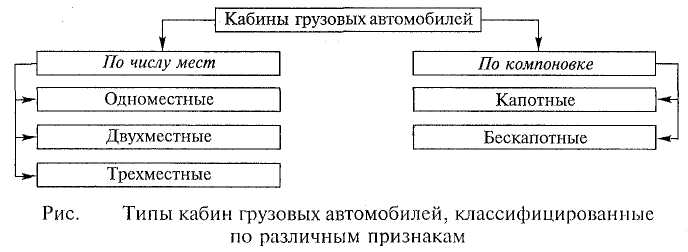 Кабины грузовых автомобилей
По числу мест
По компоновке
Одноместные
Капотные
Двухместные
Бескапотные
Трехместные
Рис. Типы кабин грузовых автомобилей, классифицированные
по различным признакам